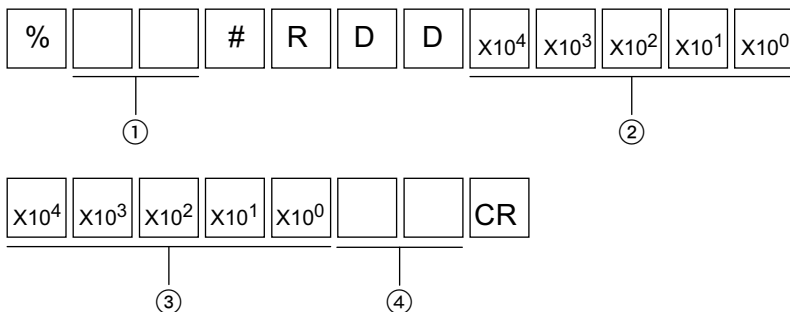 % # R D D X10⁴ X10³ X10² X10¹ X10⁰
① ②
X10⁴ X10³ X10² X10¹ X10⁰ CR
③ ④